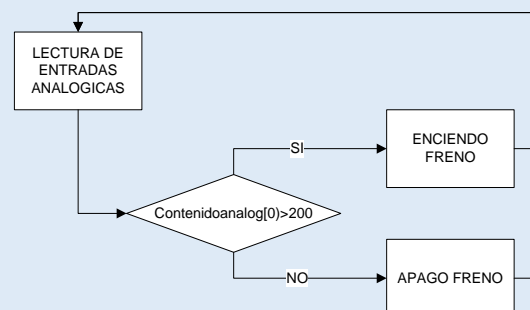 LECTURA DE
ENTRADAS
ANALOGICAS
SI
ENCIENDO
FRENO
Contenidoanalog[0)>200
NO
APAGO FRENO